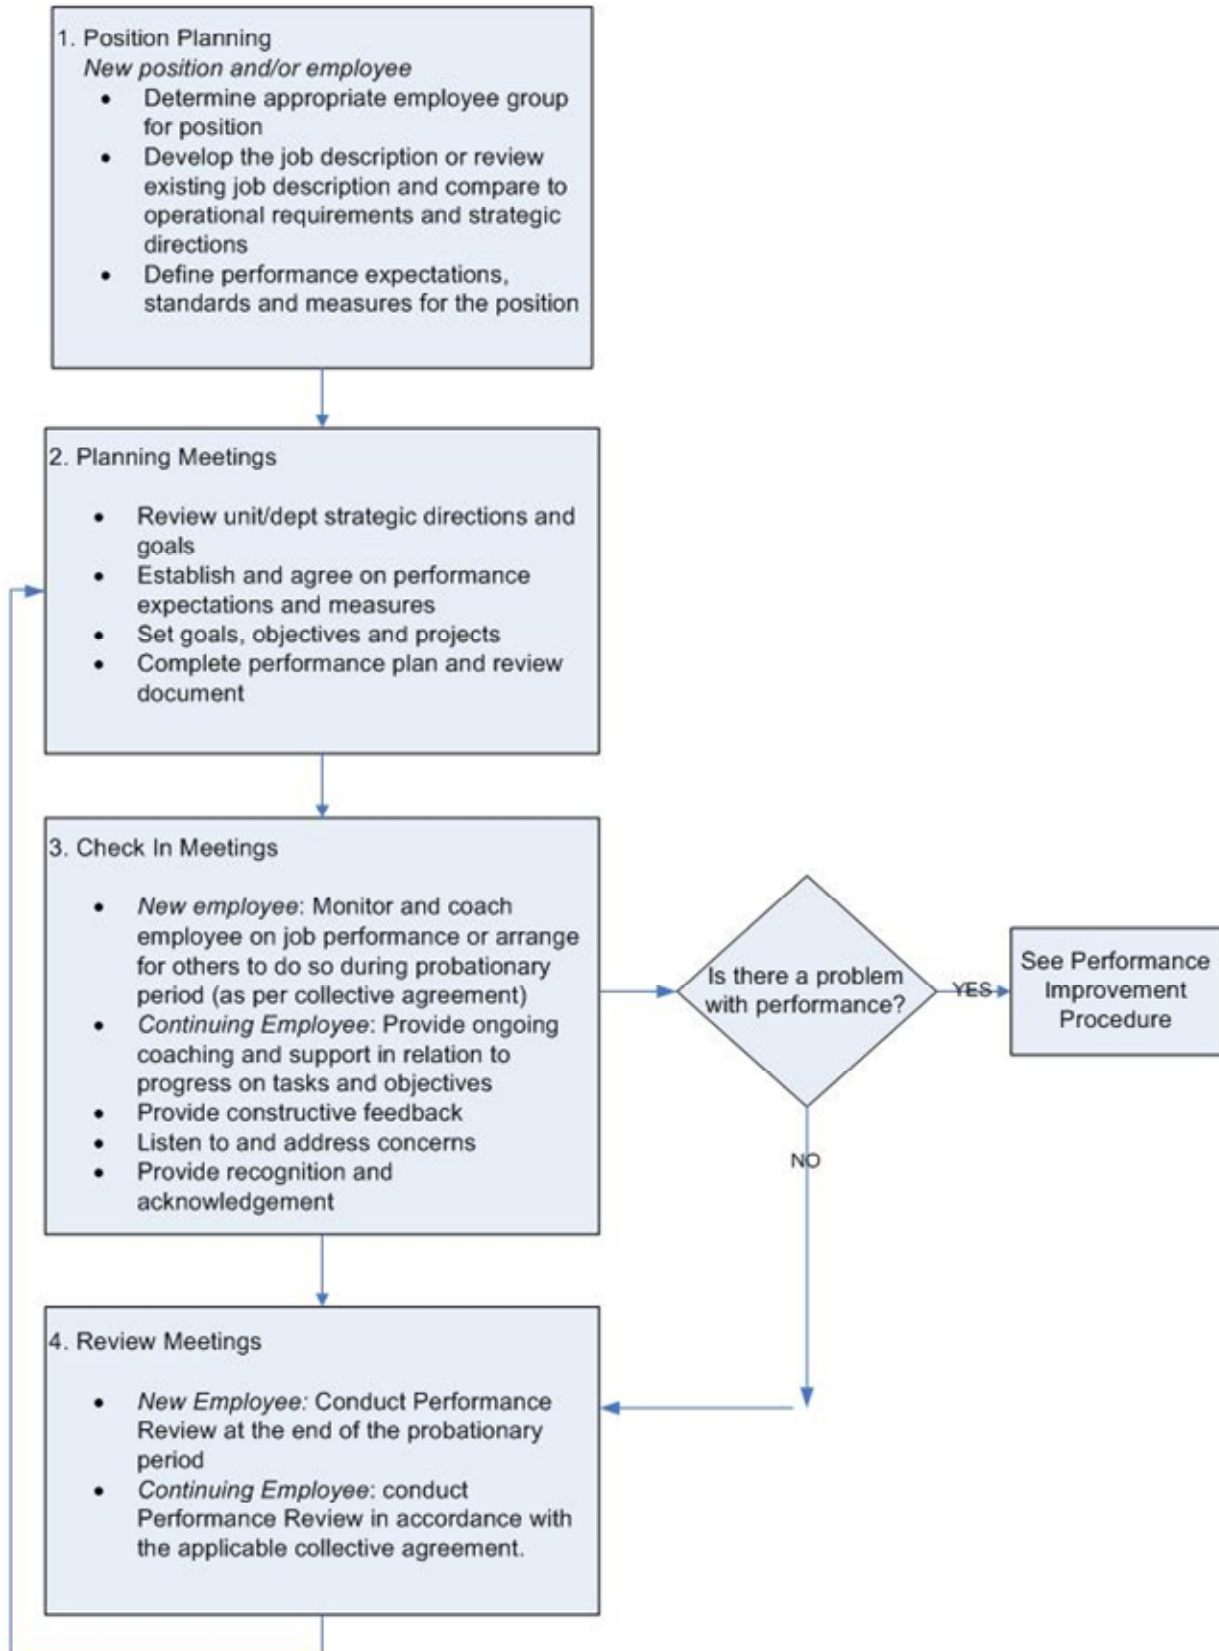 1. Position Planning
New position and/or employee
• Determine appropriate employee group
for position
• Develop the job description or review
existing job description and compare to
operational requirements and strategic
directions
• Define performance expectations,
standards and measures for the position
2. Planning Meetings
• Review unit/dept strategic directions and
goals
• Establish and agree on performance
expectations and measures
• Set goals, objectives and projects
• Complete performance plan and review
document
3. Check In Meetings
• New employee: Monitor and coach
employee on job performance or arrange
for others to do so during probationary
period (as per collective agreement)
• Continuing Employee: Provide ongoing
coaching and support in relation to
progress on tasks and objectives
• Provide constructive feedback
• Listen to and address concerns
• Provide recognition and
acknowledgement
Is there a problem
with performance?
YES
See Performance
Improvement
Procedure
NO
4. Review Meetings
• New Employee: Conduct Performance
Review at the end of the probationary
period
• Continuing Employee: conduct
Performance Review in accordance with
the applicable collective agreement.